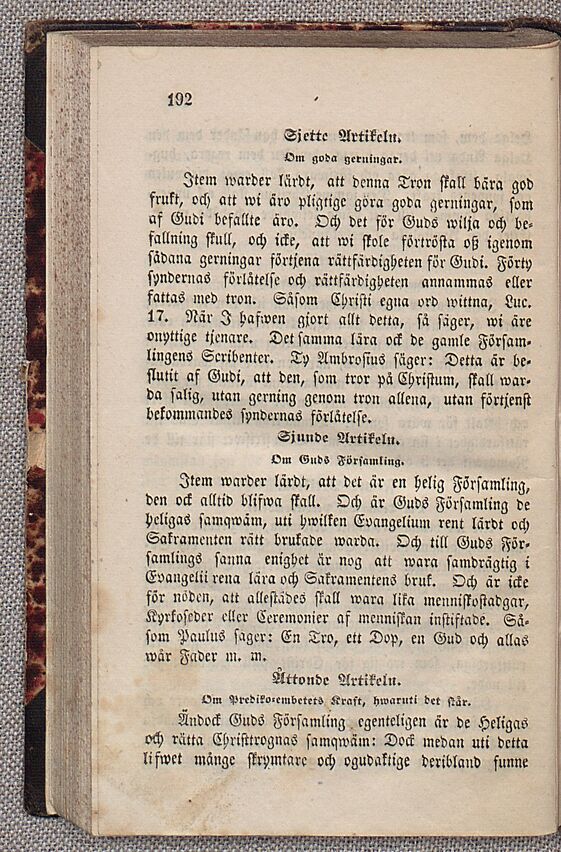 192
Sjette Artikeln.
Om goda gerningar.
Item warder lärdt, att denna Tron skall bära god
frukt, och att wi äro pligtige göra goda gerningar, som
af Gudi befallte äro. Och det för Guds wilja och be-
fallning skull, och icke, att wi skole förtrösta oß igenom
sådana gerningar förtjena rättfärdigheten för Gudi. Förty
syndernas förlåtelse och rättfärdigheten annammas eller
fattas med tron. Såsom Christi egna ord wittna, Luc.
17. När I hafwen gjort allt detta, så säger, wi äre
onyttige tjenare. Det samma lära ock de gamle Försam-
lingens Scribenter. Ty Ambrosius säger: Detta är be-
slutit af Gudi, att den, som tror på Christum, skall war-
da salig, utan gerning genom tron allena, utan förtjenst
bekommandes syndernas förlåtelse.
Sjunde Artikeln.
Om Guds Församling.
Item warder lärdt, att det är en helig Församling,
den ock alltid blifwa skall. Och är Guds Församling de
heligas samqwäm, uti hwilken Evangelium rent lärdt och
Sakramenten rätt brukade warda. Och till Guds För-
samlings sanna enighet är nog att wara samdrägtig i
Evangelii rena lära och Sakramentens bruk. Och är icke
för nöden, att allestädes skall wara lika menniskostadgar,
Kyrkoseder eller Ceremonier af menniskan instiftade. Så-
som Paulus sager: En Tro, ett Dop, en Gud och allas
wår Fader m. m.
Åttonde Artikeln.
Om Predikoembetets Kraft, hwaruti det står.
Ändock Guds Församling egenteligen är de Heligas
och rätta Christtrognas samqwäm: Dock medan uti detta
lifwet månge skrymtare och ogudaktige deribland funne